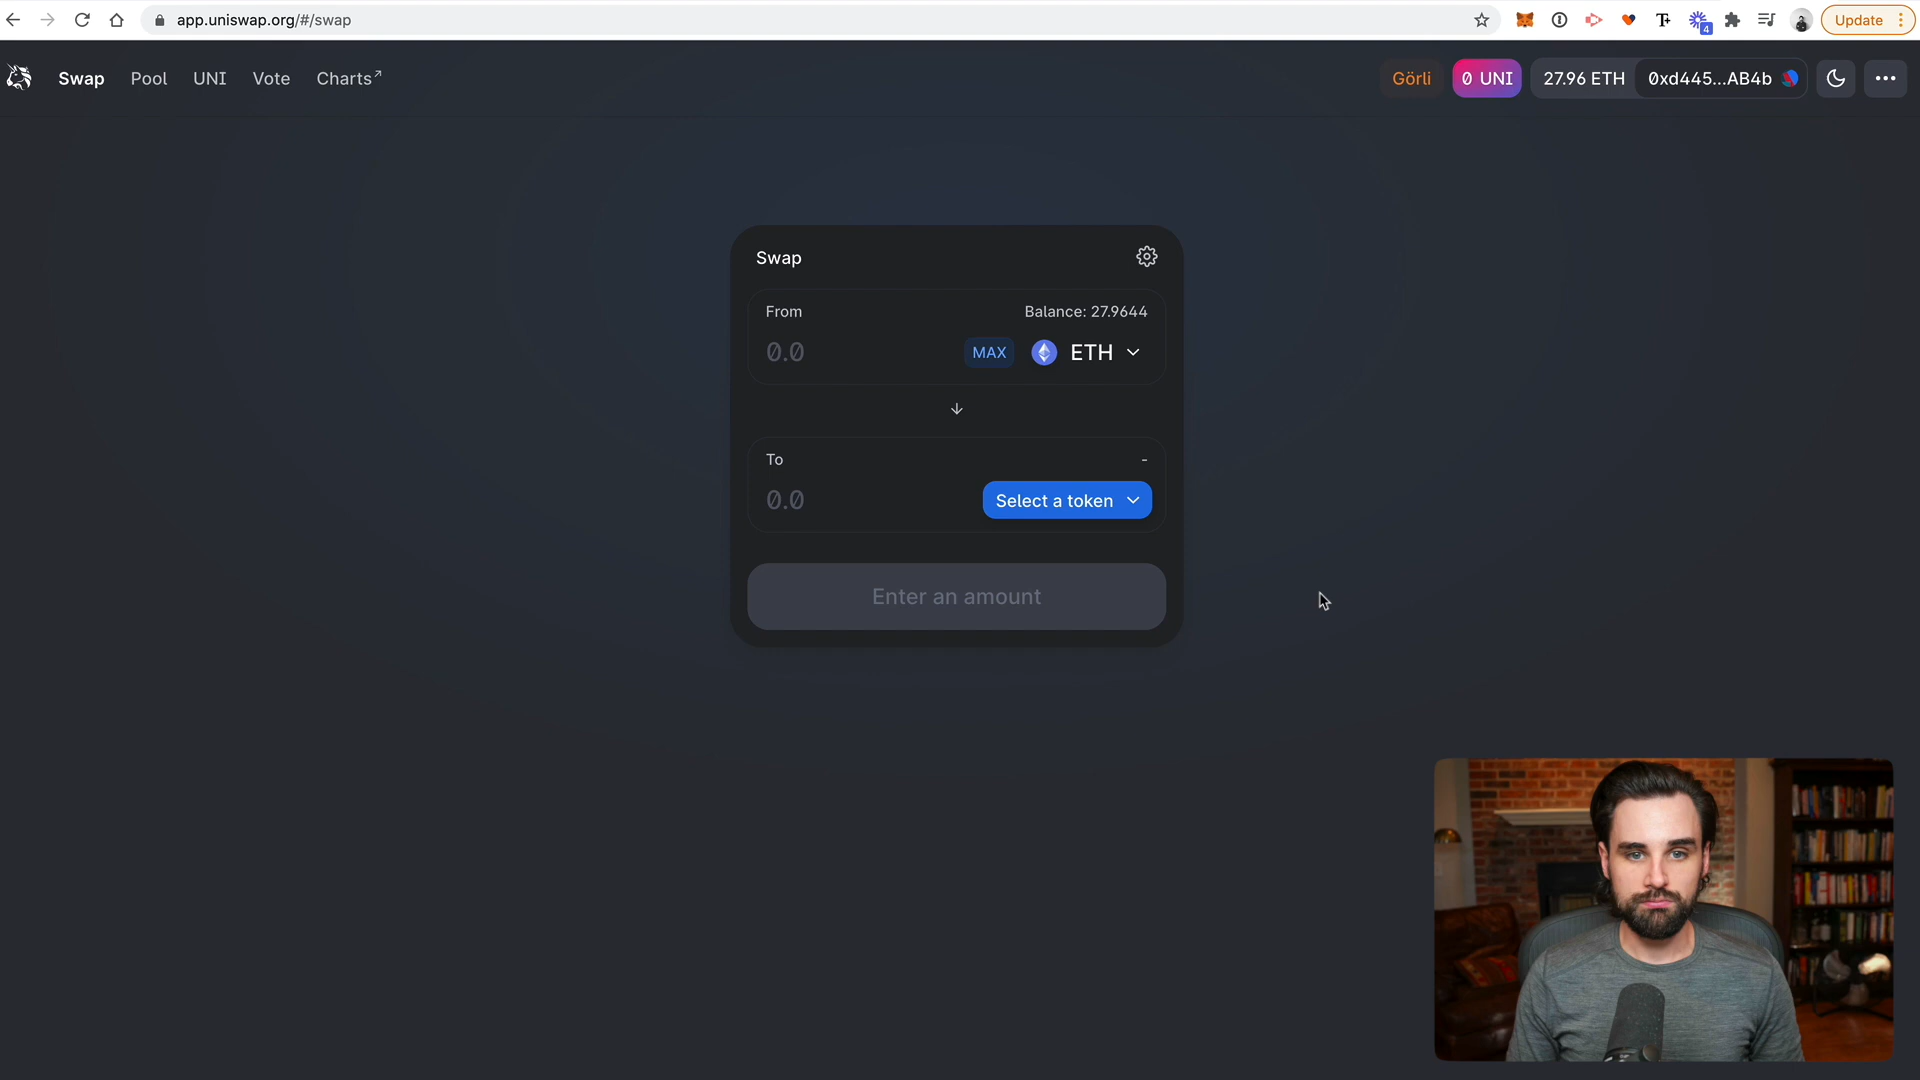 app.uniswap.org/#/swap
4
Update
Swap Pool UNI Vote Charts↗
Görli 0 UNI 27.96 ETH 0xd445...AB4b
Swap
From Balance: 27.9644
0.0 MAX ETH
To -
0.0 Select a token
Enter an amount